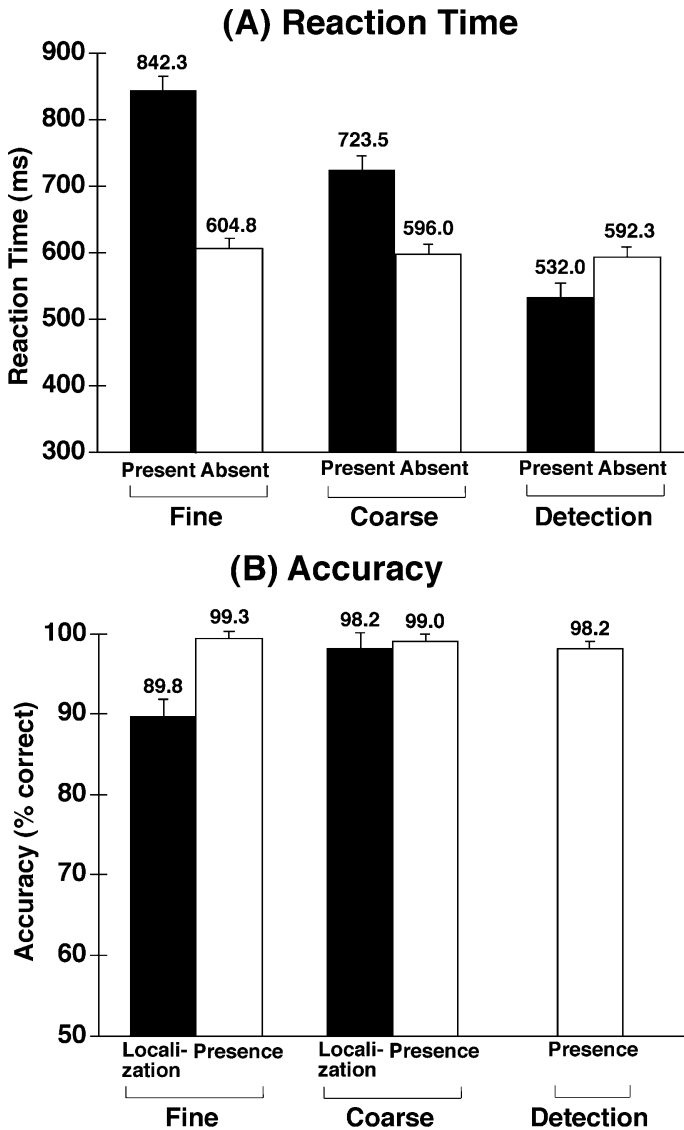 (A) Reaction Time
Reaction Time (ms)
900
800
700
600
500
400
300
842.3
604.8
723.5
596.0
532.0
592.3
Present Absent
Present Absent
Present Absent
Fine
Coarse
Detection
(B) Accuracy
Accuracy (% correct)
100
90
80
70
60
50
89.8
99.3
98.2
99.0
98.2
Locali- Presence
zation
Locali- Presence
zation
Presence
Fine
Coarse
Detection